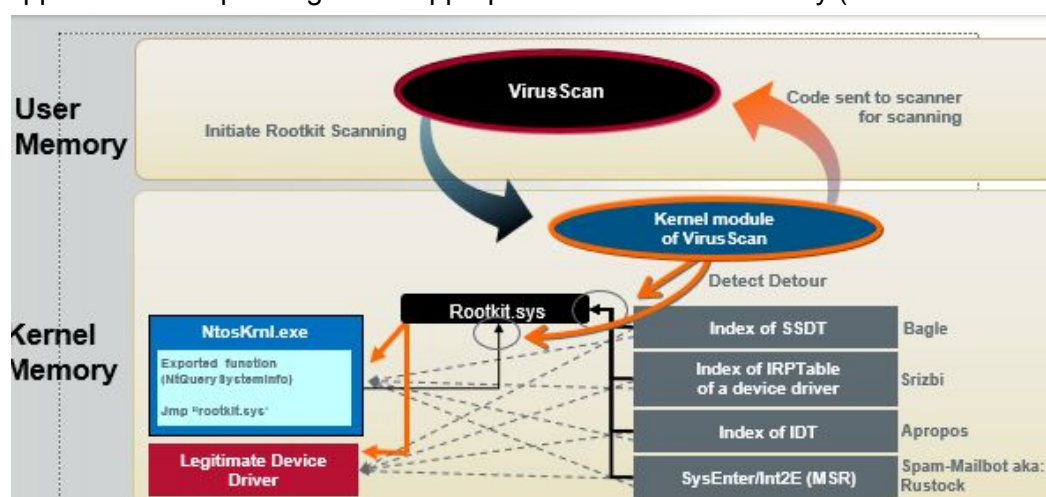 User
Memory
VirusScan
Initiate Rootkit Scanning
Code sent to scanner
for scanning
Kernel module
of VirusScan
Detect Detour
Kernel
Memory
Rootkit.sys
NtosKrnl.exe
Exported function
(NtQuerySystemInfo)
Jmp "rootkit.sys'
Legitimate Device
Driver
Index of SSDT
Bagle
Index of IRPTable
of a device driver
Srizbi
Index of IDT
Apropos
SysEnter/Int2E (MSR)
Spam-Mailbot aka:
Rustock